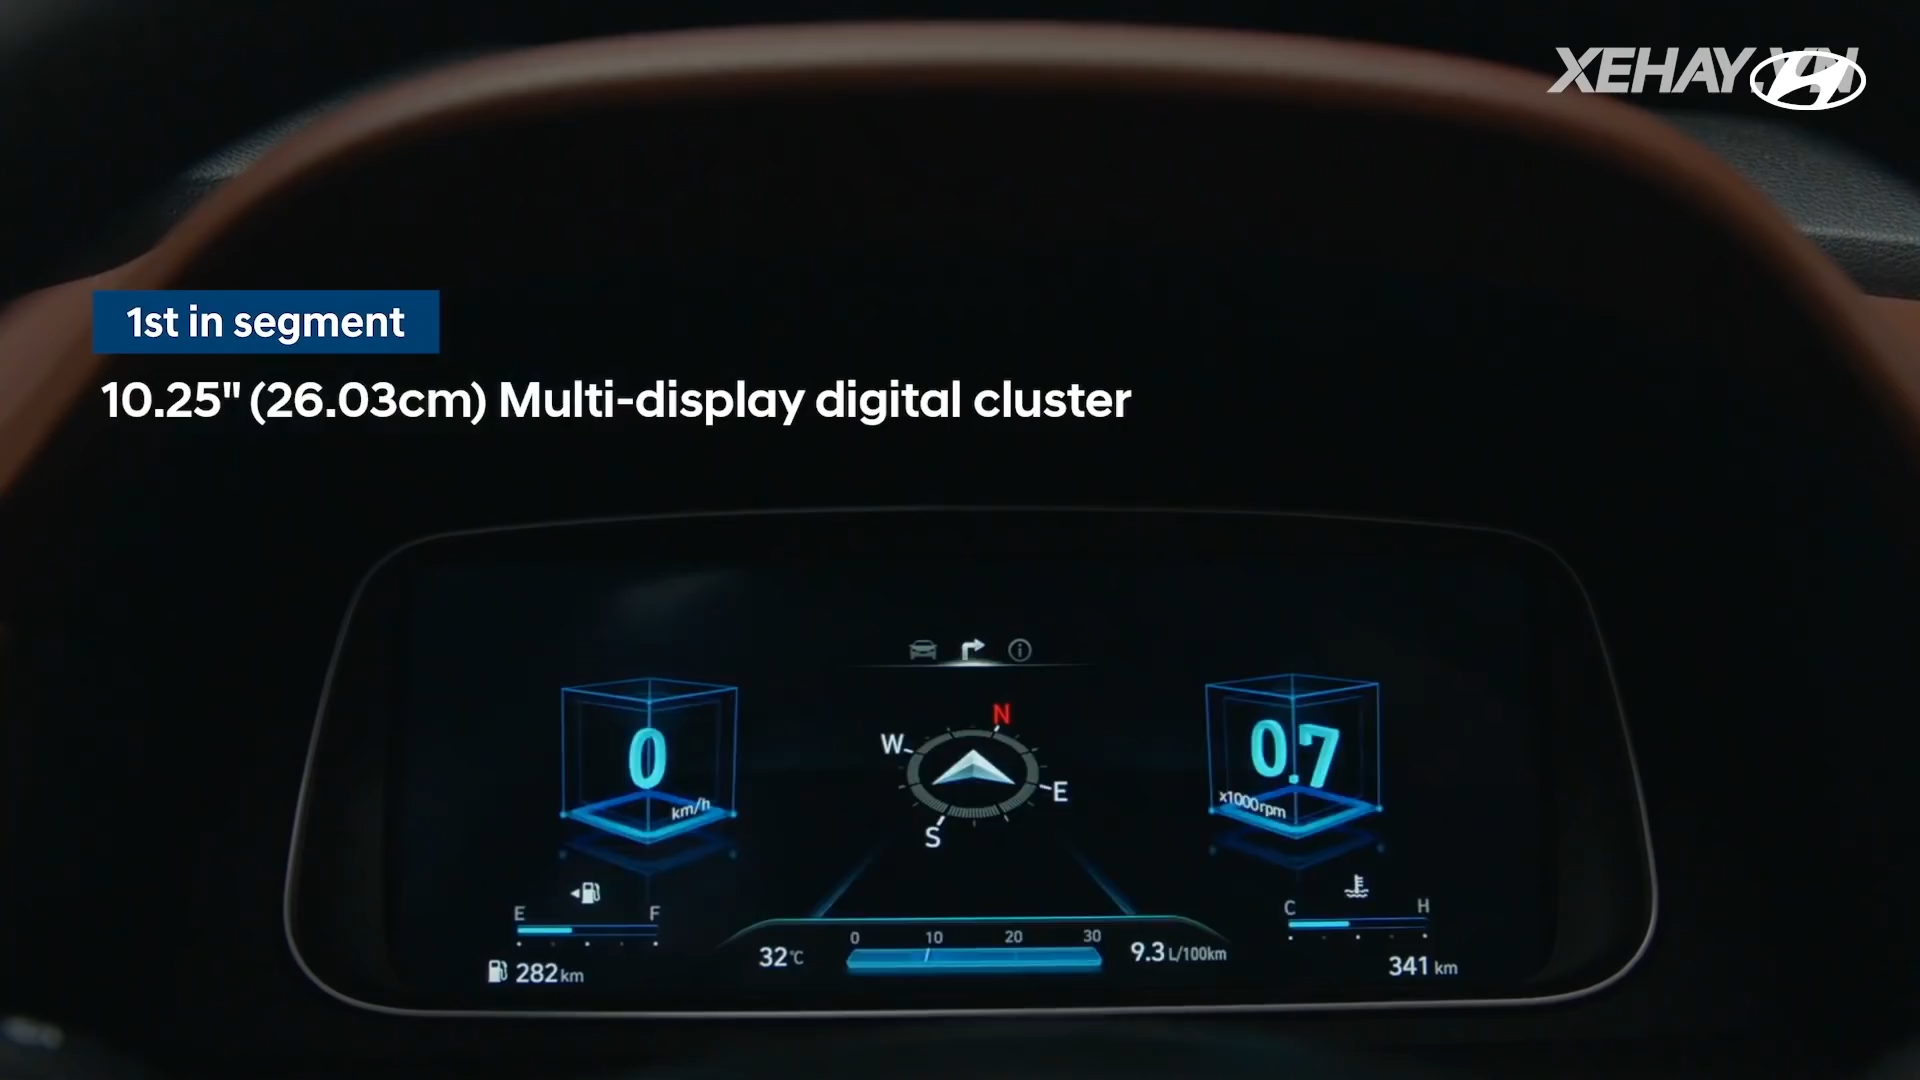 XEHAY.VN
1st in segment
10.25" (26.03cm) Multi-display digital cluster
N
W
E
S
0
km/h
0.7
x1000rpm
E F
C H
0 10 20 30
32°C
9.3 L/100km
282 km
341 km